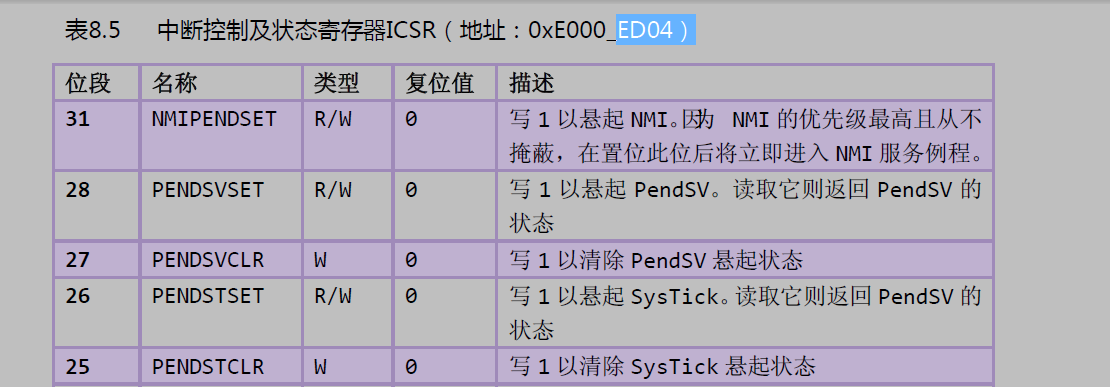 表8.5 中断控制及状态寄存器ICSR（地址：0xE000_ED04）
位段 名称 类型 复位值 描述
31 NMIPENDSET R/W 0 写 1 以悬起 NMI。因为 NMI 的优先级最高且从不
掩蔽，在置位此位后将立即进入 NMI 服务例程。
28 PENDSVSET R/W 0 写 1 以悬起 PendSV。读取它则返回 PendSV 的
状态
27 PENDSVCLR W 0 写 1 以清除 PendSV 悬起状态
26 PENDSTSET R/W 0 写 1 以悬起 SysTick。读取它则返回 PendSV 的
状态
25 PENDSTCLR W 0 写 1 以清除 SysTick 悬起状态